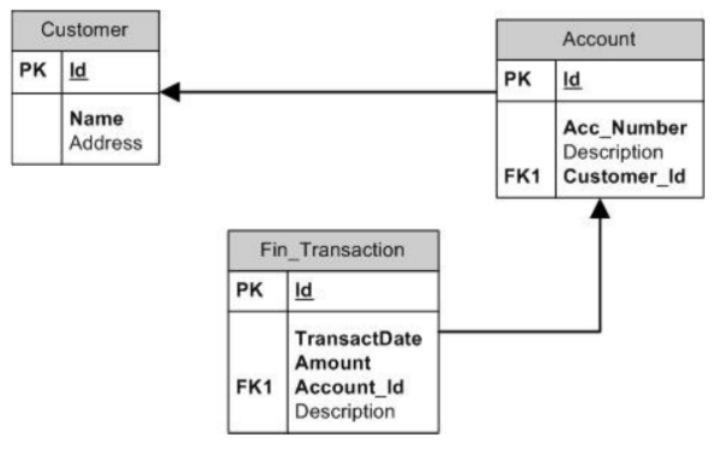 Customer
PK Id
Name
Address
Account
PK Id
Acc_Number
Description
FK1 Customer_Id
Fin_Transaction
PK Id
TransactDate
Amount
FK1 Account_Id
Description